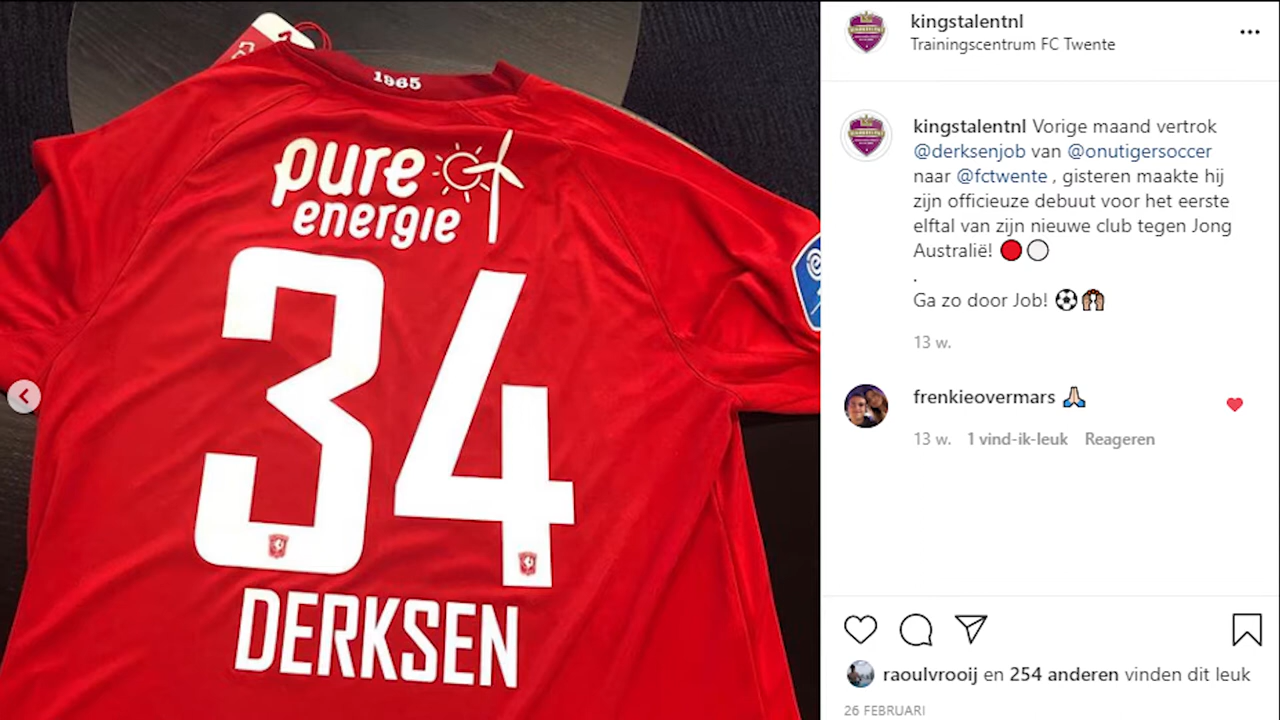 1965
pure
energie
34
DERKSEN
kingstalentnl
Trainingscentrum FC Twente
kingstalentnl Vorige maand vertrok
@derksenjob van @onutigersoccer
naar @fctwente , gisteren maakte hij
zijn officieuze debuut voor het eerste
elftal van zijn nieuwe club tegen Jong
Australië! 🔴⚪
.
Ga zo door Job! ⚽🙌🏽
13 w.
frenkieovermars 🙏🏻
13 w. 1 vind-ik-leuk Reageren
raoulvrooij en 254 anderen vinden dit leuk
26 FEBRUARI